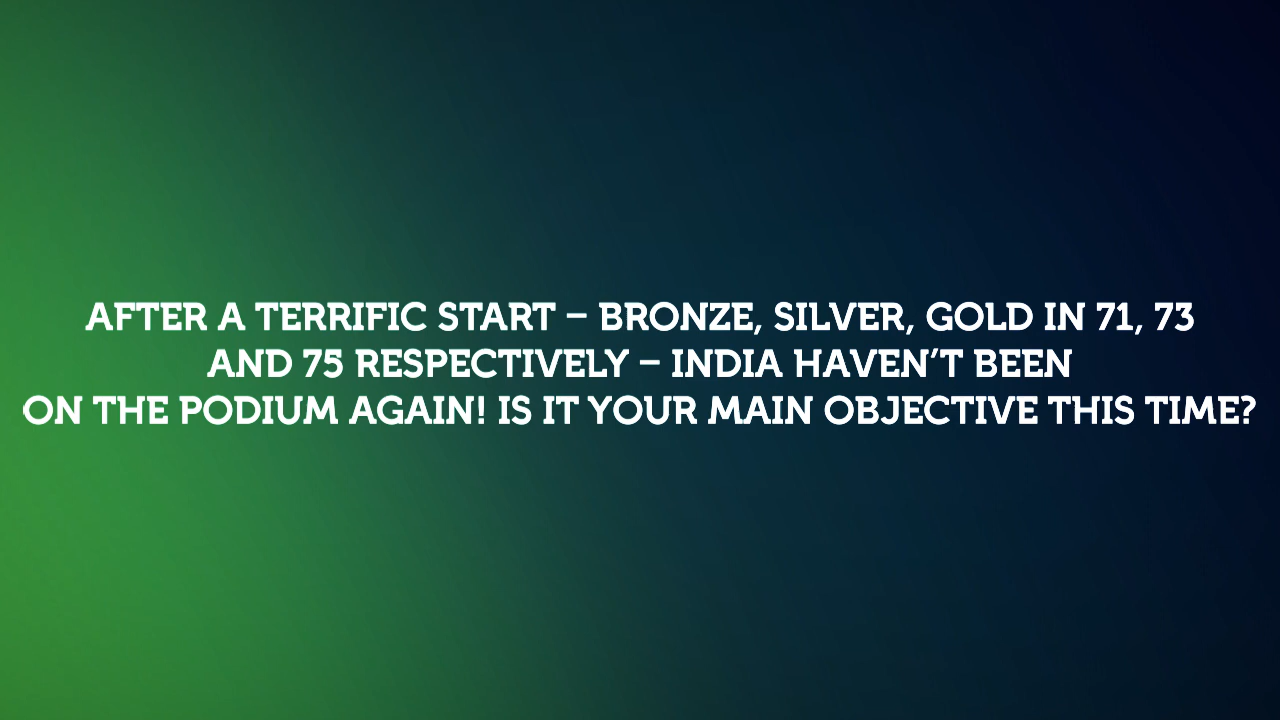 AFTER A TERRIFIC START – BRONZE, SILVER, GOLD IN 71, 73
AND 75 RESPECTIVELY – INDIA HAVEN’T BEEN
ON THE PODIUM AGAIN! IS IT YOUR MAIN OBJECTIVE THIS TIME?